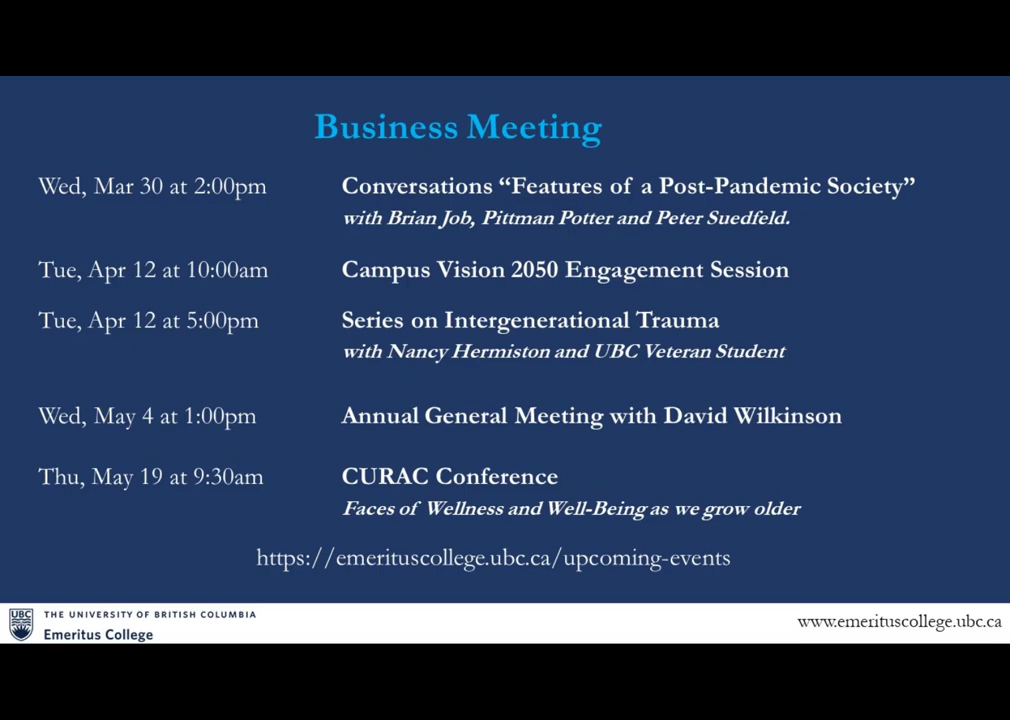 Business Meeting
Wed, Mar 30 at 2:00pm Conversations “Features of a Post-Pandemic Society”
with Brian Job, Pittman Potter and Peter Suedfeld.
Tue, Apr 12 at 10:00am Campus Vision 2050 Engagement Session
Tue, Apr 12 at 5:00pm Series on Intergenerational Trauma
with Nancy Hermiston and UBC Veteran Student
Wed, May 4 at 1:00pm Annual General Meeting with David Wilkinson
Thu, May 19 at 9:30am CURAC Conference
Faces of Wellness and Well-Being as we grow older
https://emerituscollege.ubc.ca/upcoming-events
UBC THE UNIVERSITY OF BRITISH COLUMBIA
Emeritus College
www.emerituscollege.ubc.ca